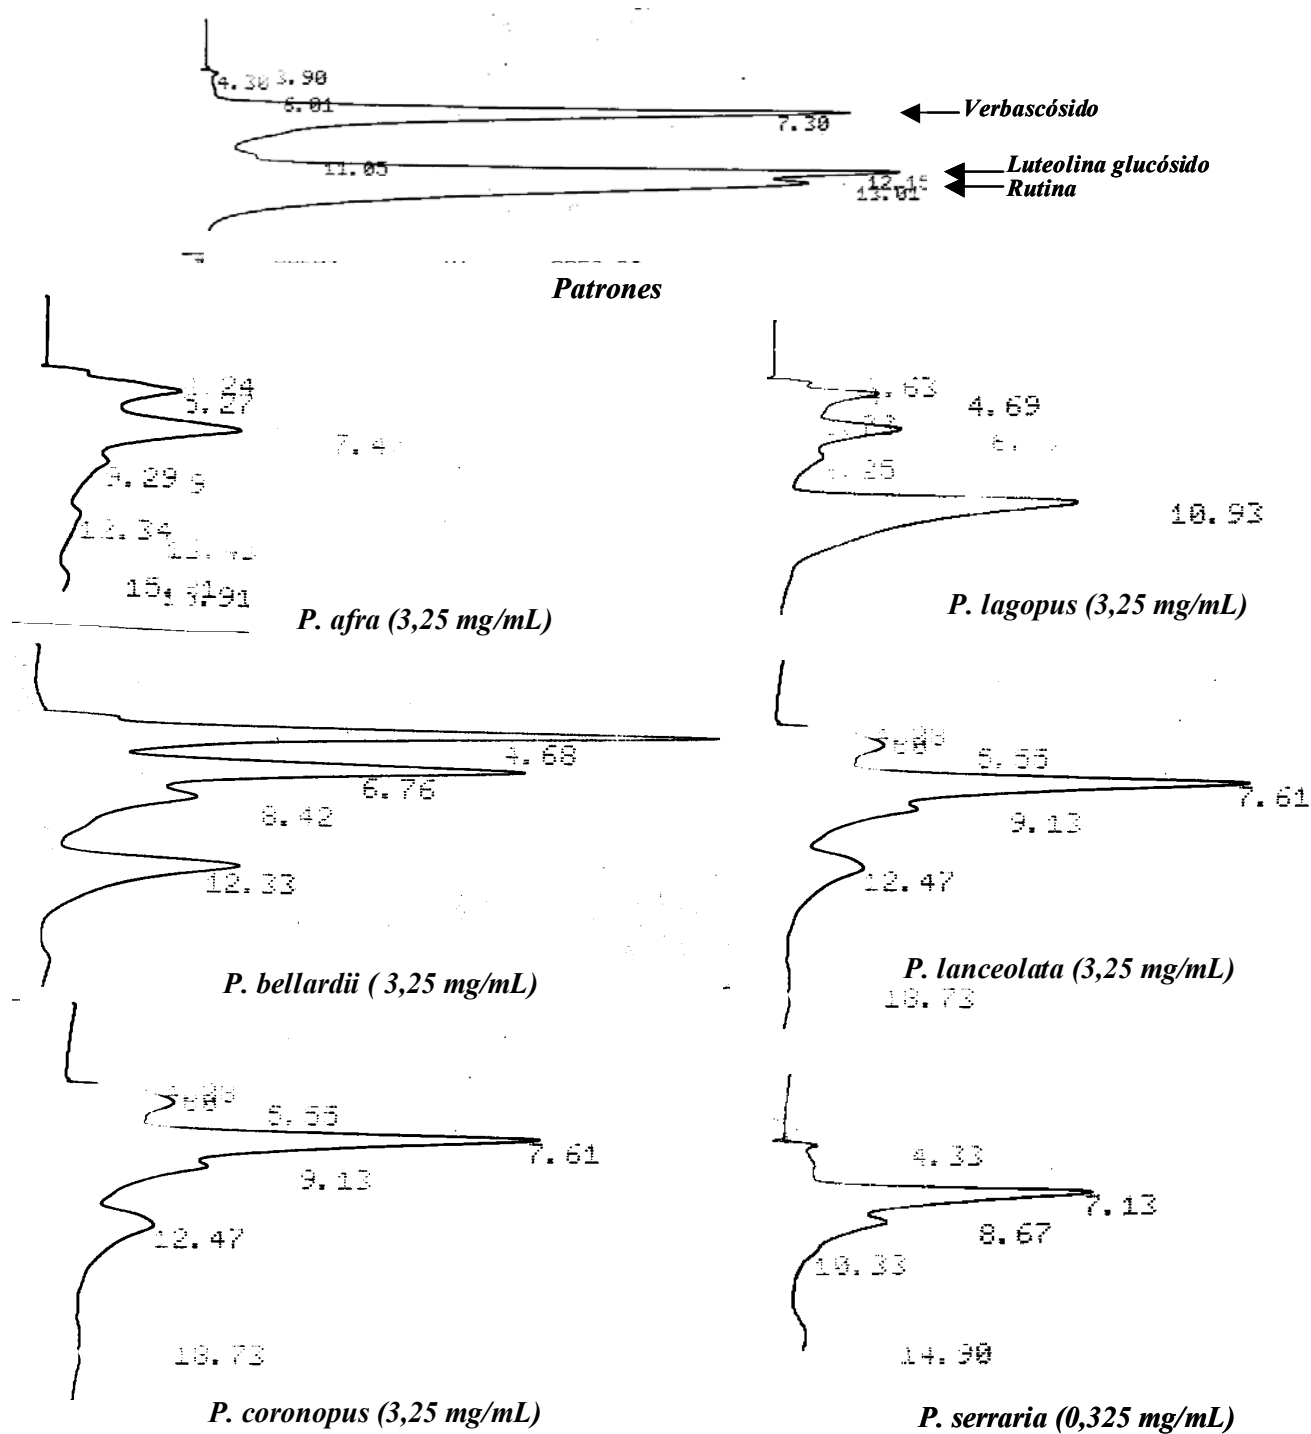 4.30 3.90
6.01
7.30
Verbascósido
11.05
Luteolina glucósido
Rutina
13.01
Patrones
5.27
9.29
12.34
P. afra (3,25 mg/mL)
4.69
10.93
P. lagopus (3,25 mg/mL)
4.68
6.76
8.42
12.33
P. bellardii ( 3,25 mg/mL)
5.55
7.61
9.13
12.47
P. lanceolata (3,25 mg/mL)
18.73
5.55
7.61
9.13
12.47
18.73
P. coronopus (3,25 mg/mL)
4.33
7.13
8.67
10.33
14.90
P. serraria (0,325 mg/mL)